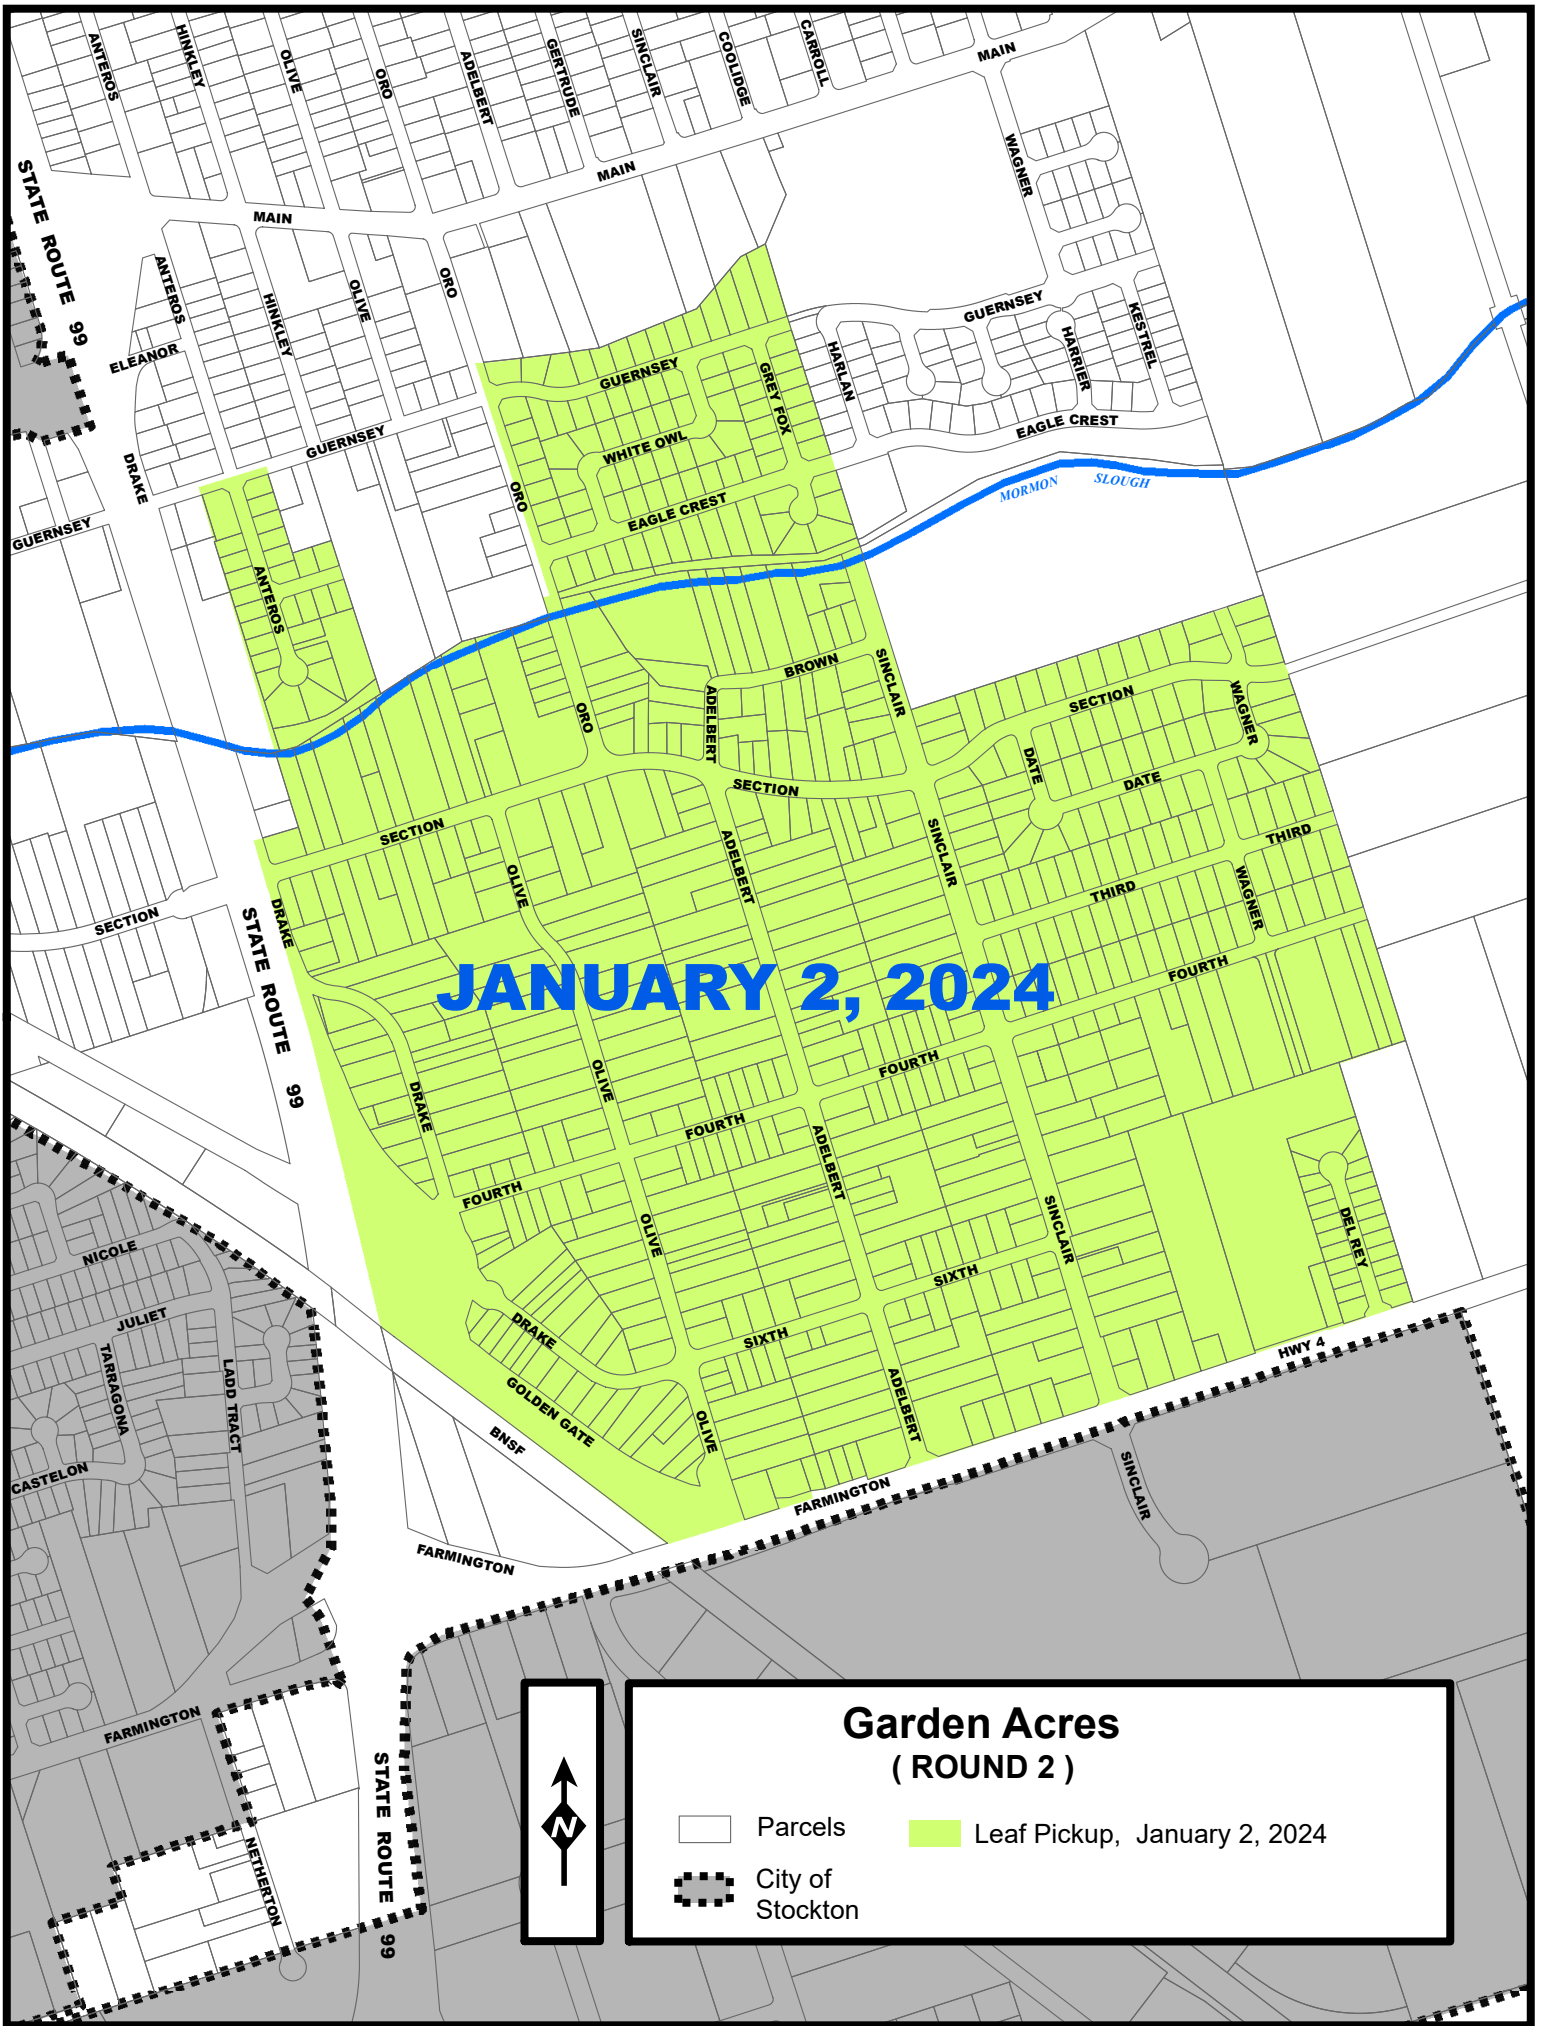 ANTEROS
HINKLEY
OLIVE
ORO
ADELBERT
GERTRUDE
SINCLAIR
COOLIDGE
CARROLL
MAIN
STATE ROUTE 99
MAIN
WAGNER
MAIN
ANTEROS
HINKLEY
OLIVE
ORO
ELEANOR
GUERNSEY
HARLAN
HARRIER
KESTREL
GUERNSEY
GREY FOX
EAGLE CREST
GUERNSEY
WHITE OWL
DRAKE
ORO
EAGLE CREST
MORMON SLOUGH
GUERNSEY
ANTEROS
BROWN
SINCLAIR
ADELBERT
ORO
SECTION
WAGNER
SECTION
DATE
DATE
SECTION
ADELBERT
SINCLAIR
THIRD
OLIVE
THIRD
WAGNER
DRAKE
SECTION
STATE ROUTE 99
JANUARY 2, 2024
FOURTH
OLIVE
FOURTH
DRAKE
FOURTH
ADELBERT
FOURTH
OLIVE
SINCLAIR
DEL REY
NICOLE
SIXTH
JULIET
DRAKE
SIXTH
HWY 4
TARRAGONA
LADD TRACT
GOLDEN GATE
OLIVE
ADELBERT
BNSF
CASTELON
FARMINGTON
SINCLAIR
FARMINGTON
FARMINGTON
STATE ROUTE 99
NETHERTON
N
Garden Acres
( ROUND 2 )
Parcels
Leaf Pickup, January 2, 2024
City of
Stockton